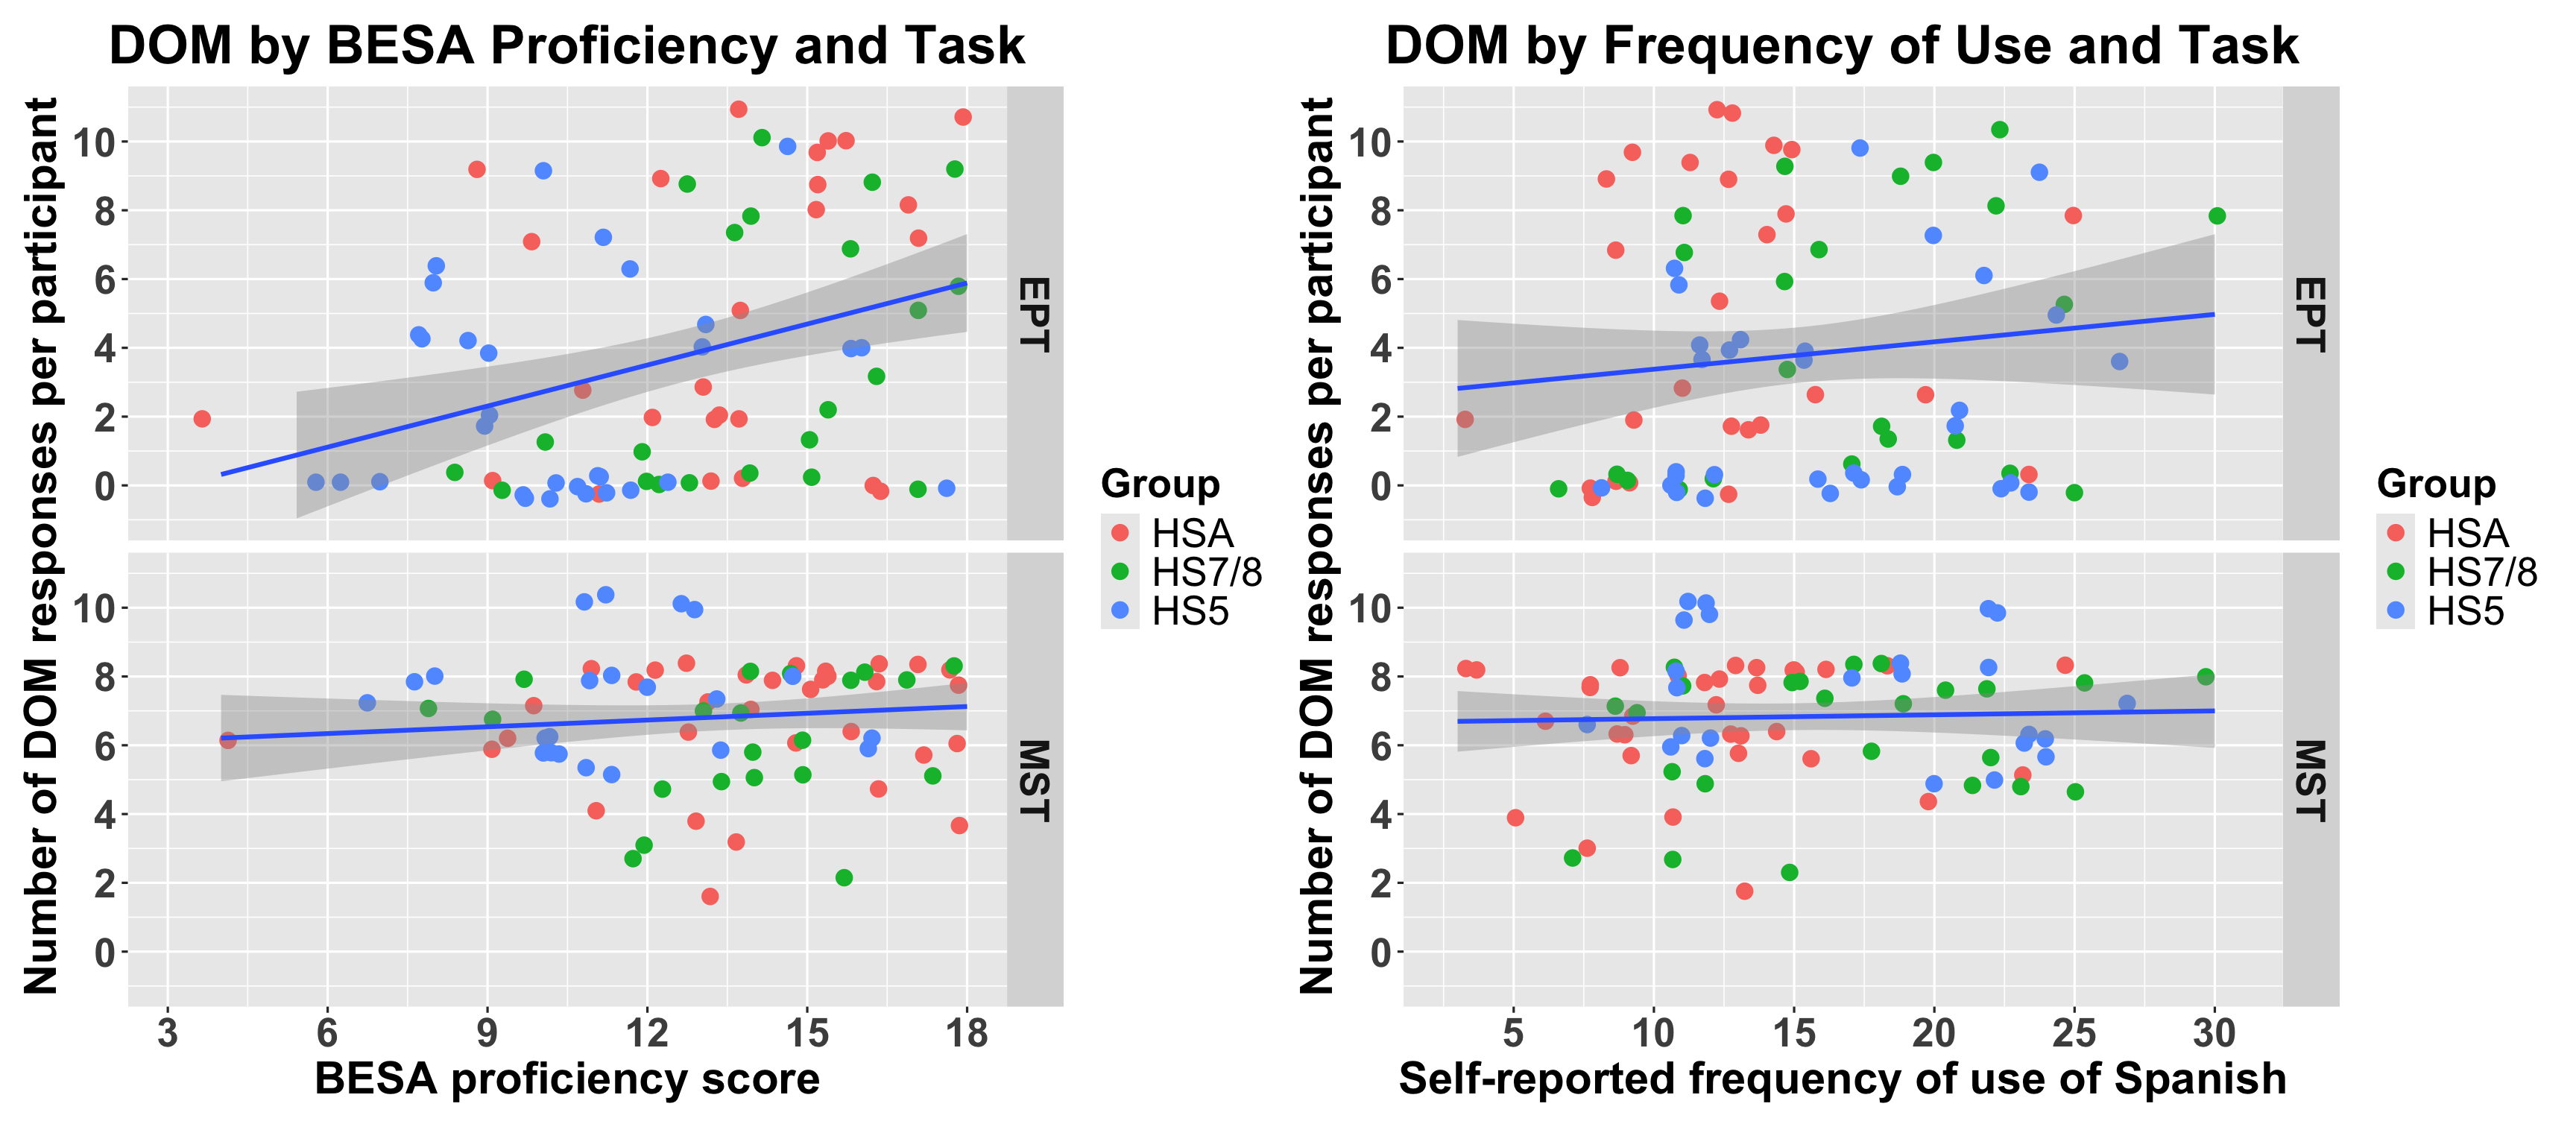 DOM by BESA Proficiency and Task
Number of DOM responses per participant
10
8
6
4
2
0
EPT
10
8
6
4
2
0
MST
3 6 9 12 15 18
BESA proficiency score
Group
HSA
HS7/8
HS5
DOM by Frequency of Use and Task
Number of DOM responses per participant
10
8
6
4
2
0
EPT
10
8
6
4
2
0
MST
5 10 15 20 25 30
Self-reported frequency of use of Spanish
Group
HSA
HS7/8
HS5